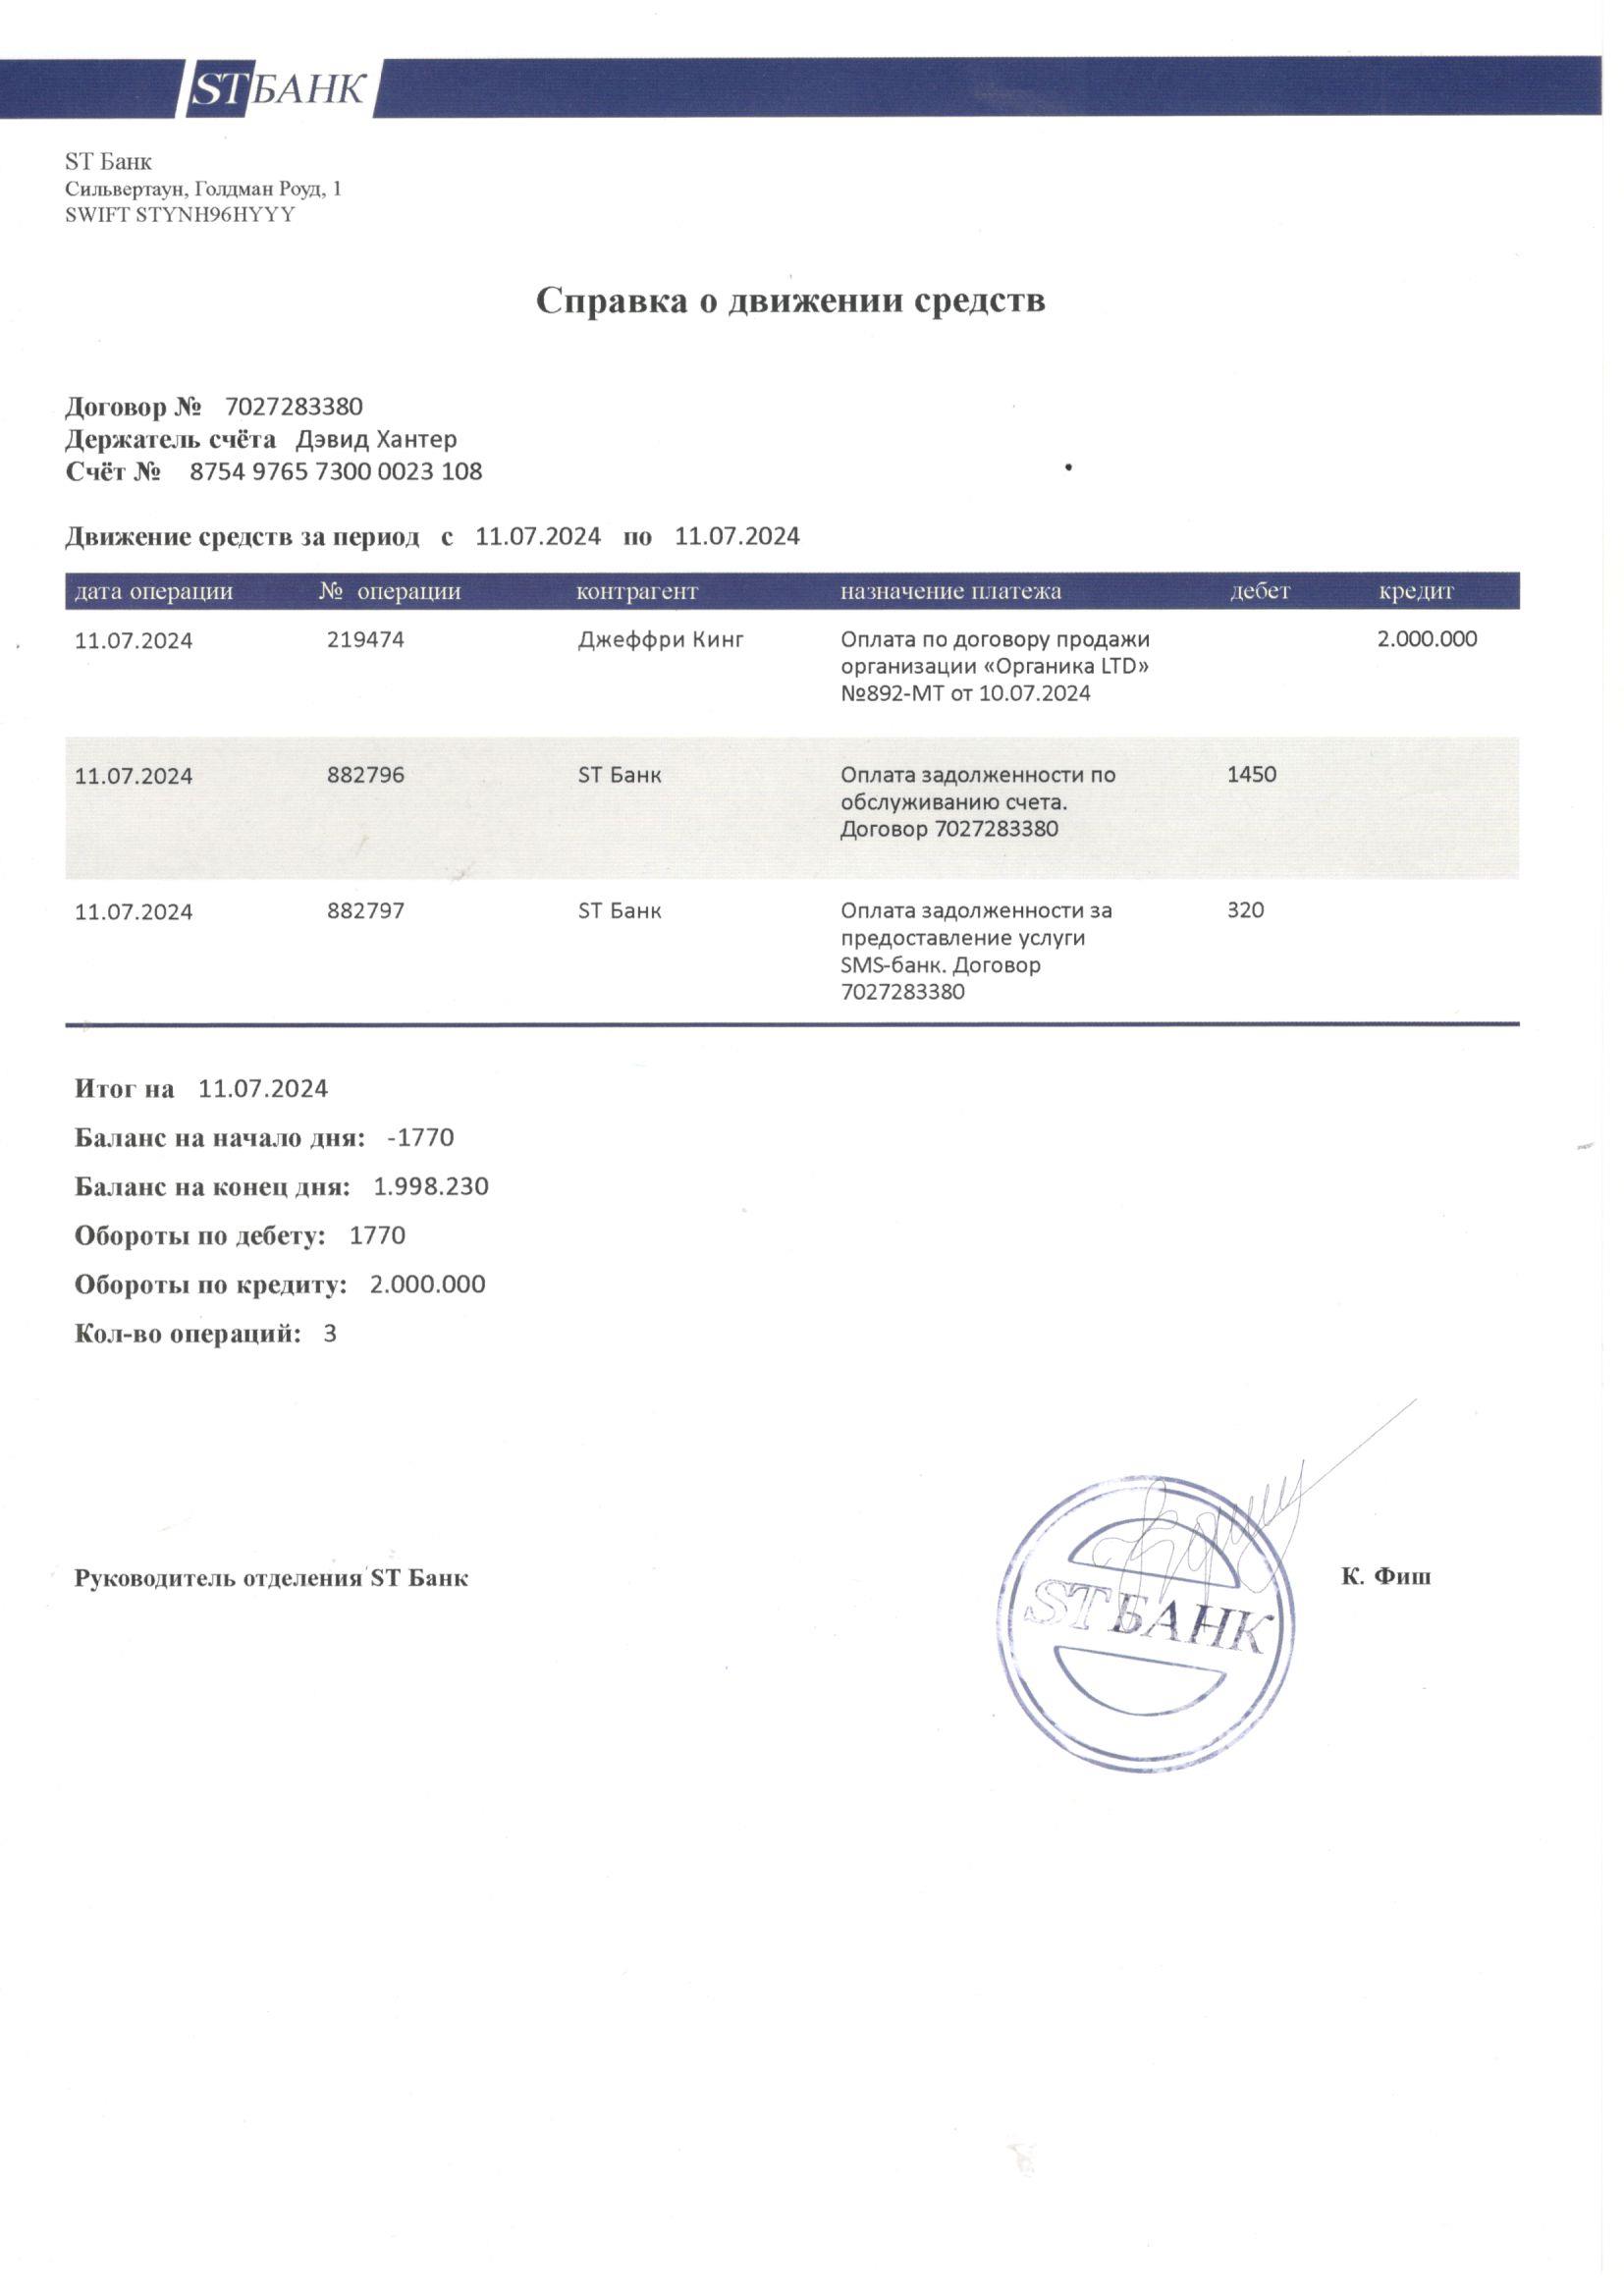 ST БАНК
ST Банк
Сильвертаун, Голдман Роуд, 1
SWIFT STYNH96HYYY
Справка о движении средств
Договор № 7027283380
Держатель счёта Дэвид Хантер
Счёт № 8754 9765 7300 0023 108
Движение средств за период с 11.07.2024 по 11.07.2024
дата операции № операции контрагент назначение платежа дебет кредит
11.07.2024 219474 Джеффри Кинг Оплата по договору продажи 2.000.000
организации «Органика LTD»
№892-МТ от 10.07.2024
11.07.2024 882796 ST Банк Оплата задолженности по 1450
обслуживанию счета.
Договор 7027283380
11.07.2024 882797 ST Банк Оплата задолженности за 320
предоставление услуги
SMS-банк. Договор
7027283380
Итог на 11.07.2024
Баланс на начало дня: -1770
Баланс на конец дня: 1.998.230
Обороты по дебету: 1770
Обороты по кредиту: 2.000.000
Кол-во операций: 3
Руководитель отделения ST Банк К. Фиш
ST БАНК